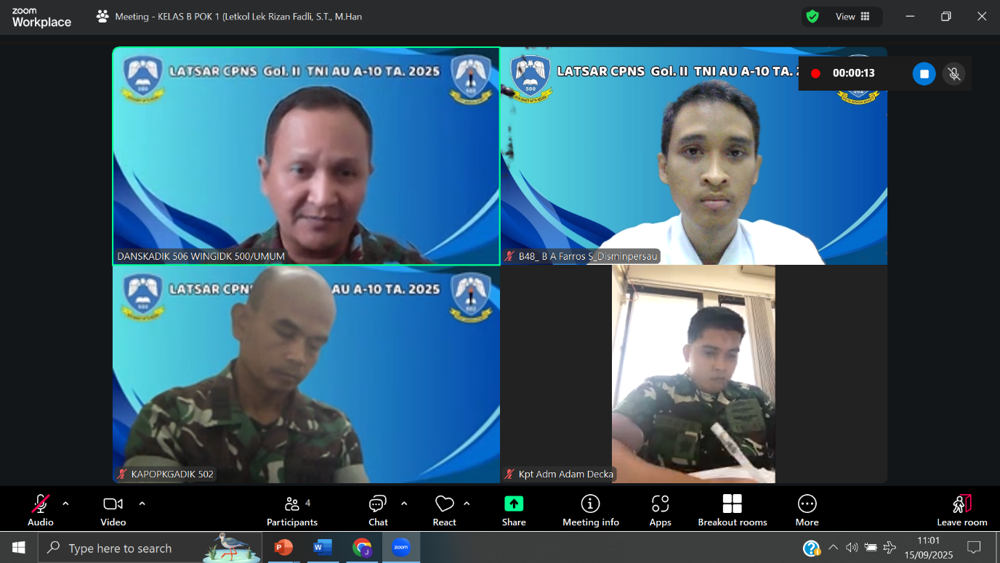 zoom
Workplace
Meeting - KELAS B POK 1 (Letkol Lek Rizan Fadli, S.T., M.Han
View
LATSAR CPNS Gol. II TNI AU A-10 TA. 2025
500
DANSKADIK 506 WINGIDK 500/UMUM
LATSAR CPNS Gol. II TNI AU A-10 TA. 2
500
502
00:00:13
B48_ B A Farros S_Disminpersau
LATSAR CPN
AU A-10 TA. 2025
KAPOPKGADIK 502
Kpt Adm Adam Decka
Audio
Video
4
Participants
Chat
React
Share
Meeting info
Apps
Breakout rooms
More
Leave room
Type here to search
P
W
J
zoom
11:01
15/09/2025